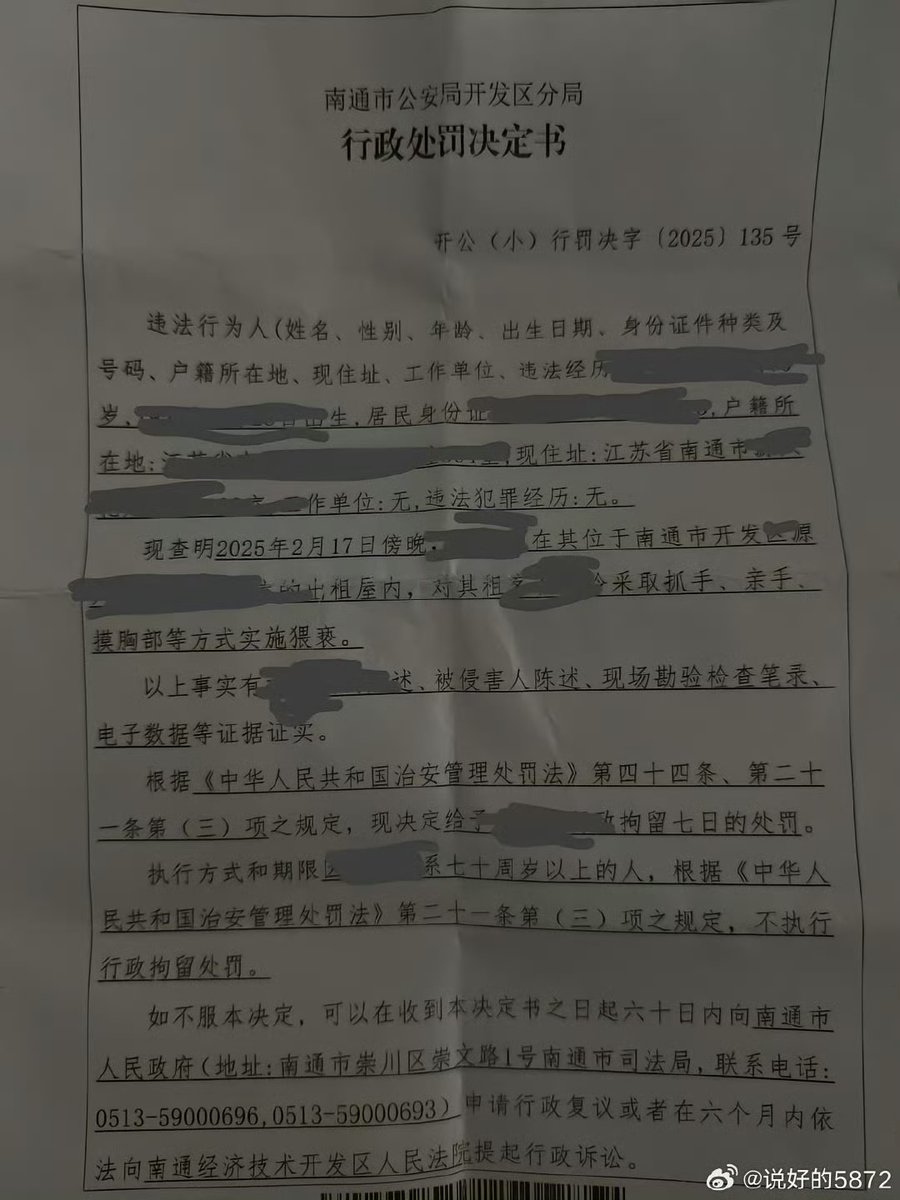 南通市公安局开发区分局
行政处罚决定书
开公（小）行罚决字〔2025〕135号
违法行为人(姓名、性别、年龄、出生日期、身份证件种类及
号码、户籍所在地、现住址、工作单位、违法经历
岁,出生,居民身份证,户籍所
在地:江苏省,现住址:江苏省南通市
工作单位:无,违法犯罪经历:无。
现查明2025年2月17日傍晚,在其位于南通市开发区源
的出租屋内，对其租客采取抓手、亲手、
摸胸部等方式实施猥亵。
以上事实有述、被侵害人陈述、现场勘验检查笔录、
电子数据等证据证实。
根据《中华人民共和国治安管理处罚法》第四十四条、第二十
一条第（三）项之规定，现决定给予政拘留七日的处罚。
执行方式和期限因系七十周岁以上的人，根据《中华人
民共和国治安管理处罚法》第二十一条第（三）项之规定，不执行
行政拘留处罚。
如不服本决定，可以在收到本决定书之日起六十日内向南通市
人民政府(地址:南通市崇川区崇文路1号南通市司法局,联系电话:
0513-59000696,0513-59000693)申请行政复议或者在六个月内依
法向南通经济技术开发区人民法院提起行政诉讼。
@说好的5872